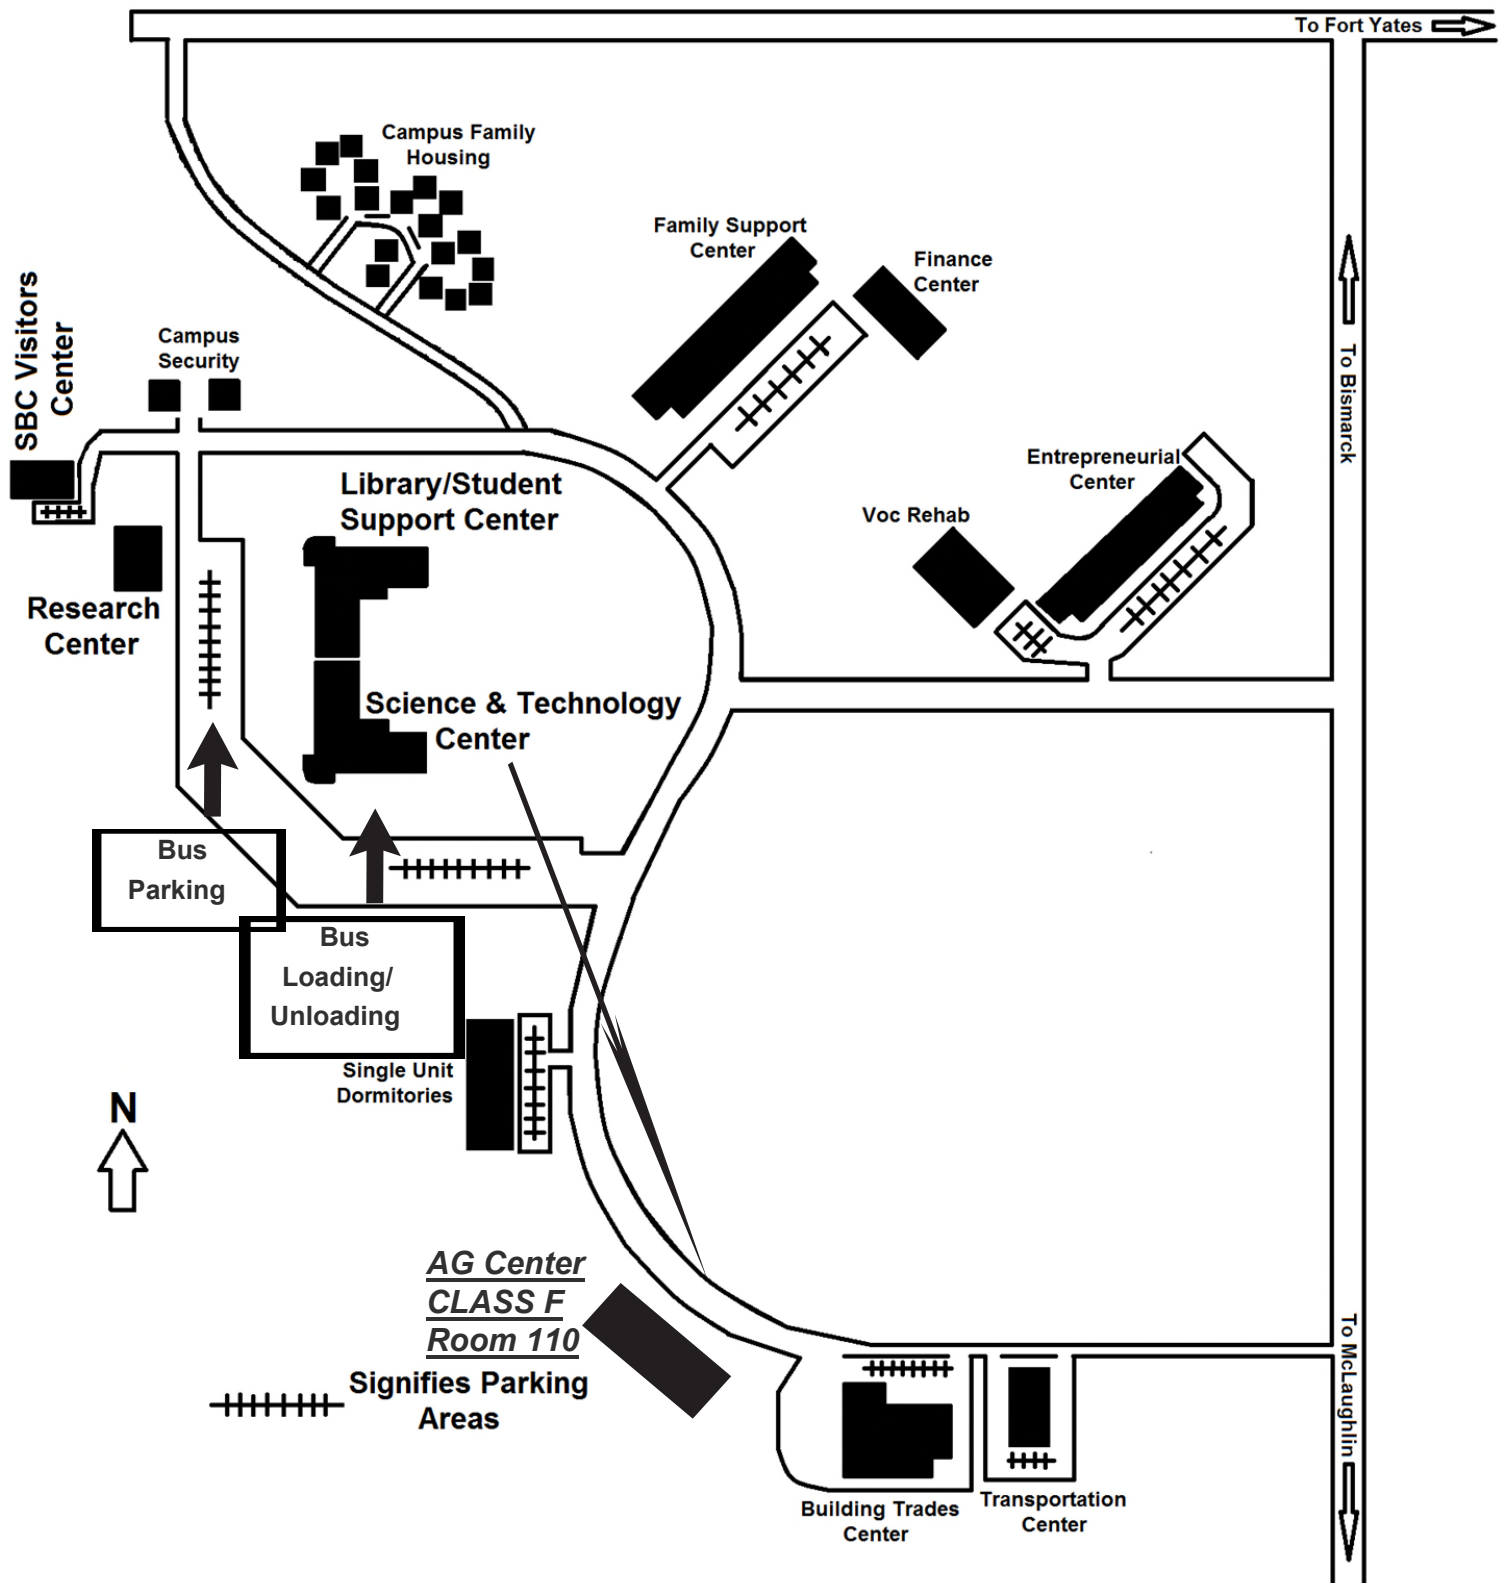 To Fort Yates
Campus Family
Housing
Family Support
Center
Finance
Center
SBC Visitors
Center
Campus
Security
To Bismarck
Entrepreneurial
Center
Library/Student
Support Center
Voc Rehab
Research
Center
Science & Technology
Center
Bus
Parking
Bus
Loading/
Unloading
Single Unit
Dormitories
N
AG Center
CLASS F
Room 110
Signifies Parking
Areas
To McLaughlin
Building Trades
Center
Transportation
Center